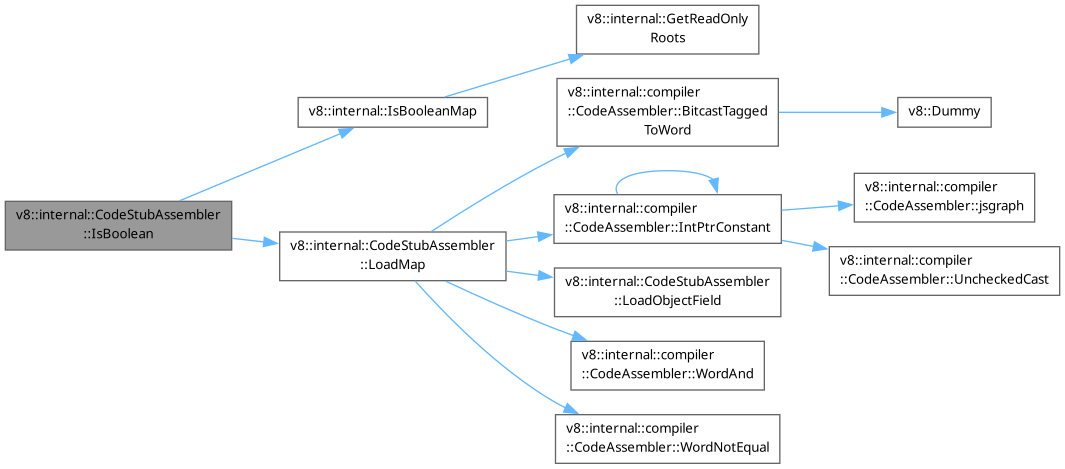 v8::internal::GetReadOnly
Roots
v8::internal::IsBooleanMap
v8::internal::compiler
::CodeAssembler::BitcastTagged
ToWord
v8::Dummy
v8::internal::CodeStubAssembler
::IsBoolean
v8::internal::CodeStubAssembler
::LoadMap
v8::internal::compiler
::CodeAssembler::IntPtrConstant
v8::internal::compiler
::CodeAssembler::jsgraph
v8::internal::compiler
::CodeAssembler::UncheckedCast
v8::internal::CodeStubAssembler
::LoadObjectField
v8::internal::compiler
::CodeAssembler::WordAnd
v8::internal::compiler
::CodeAssembler::WordNotEqual